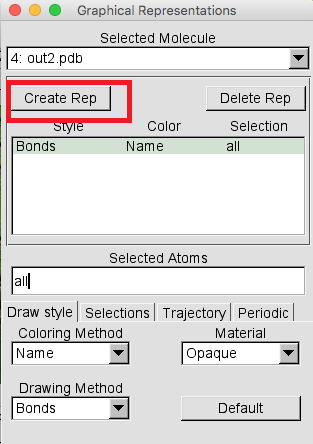 Graphical Representations
Selected Molecule
4: out2.pdb
Create Rep Delete Rep
Style Color Selection
Bonds Name all
Selected Atoms
all
Draw style Selections Trajectory Periodic
Coloring Method Material
Name Opaque
Drawing Method
Bonds Default